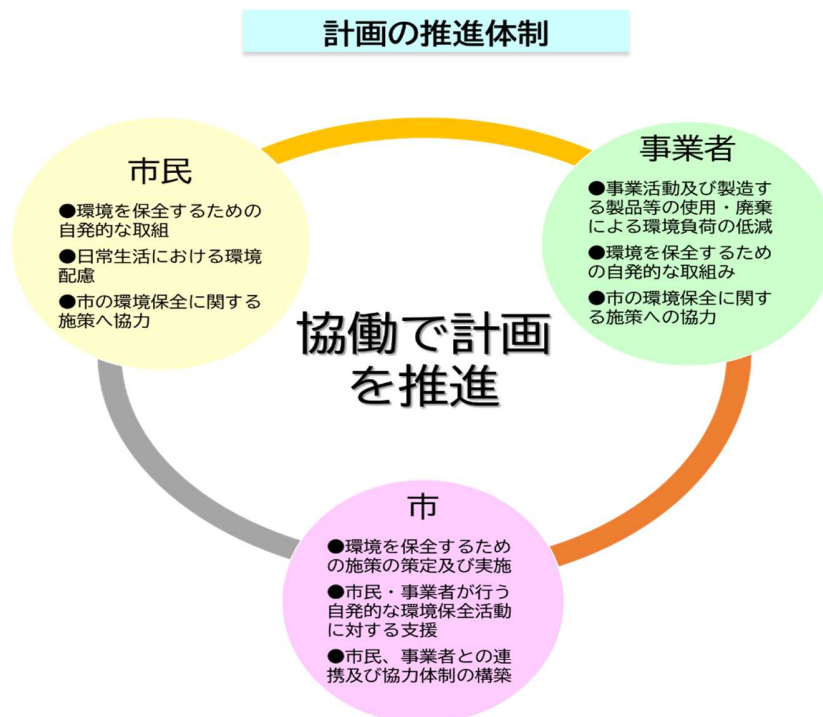 計画の推進体制
市民
●環境を保全するための
自発的な取組
●日常生活における環境
配慮
●市の環境保全に関する
施策へ協力
事業者
●事業活動及び製造す
る製品等の使用・廃棄
による環境負荷の低減
●環境を保全するため
の自発的な取組み
●市の環境保全に関す
る施策への協力
協働で計画
を推進
市
●環境を保全するため
の施策の策定及び実施
●市民・事業者が行う
自発的な環境保全活動
に対する支援
●市民、事業者との連
携及び協力体制の構築